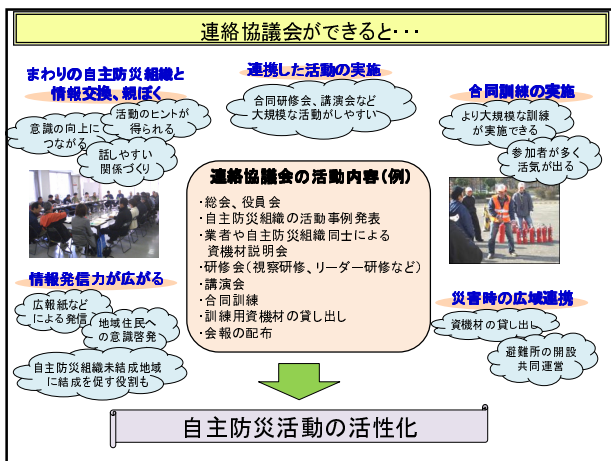 連絡協議会ができると・・・
まわりの自主防災組織と
情報交換、親ぼく
意識の向上に
つながる
活動のヒントが
得られる
話しやすい
関係づくり
連携した活動の実施
合同研修会、講演会など
大規模な活動がしやすい
合同訓練の実施
より大規模な訓練
が実施できる
参加者が多く
活気が出る
連絡協議会の活動内容(例)
・総会、役員会
・自主防災組織の活動事例発表
・業者や自主防災組織同士による
資機材説明会
・研修会(視察研修、リーダー研修など)
・講演会
・合同訓練
・訓練用資機材の貸し出し
・会報の配布
情報発信力が広がる
広報紙など
による発信
地域住民へ
の意識啓発
自主防災組織未結成地域
に結成を促す役割も
災害時の広域連携
資機材の貸し出し
避難所の開設
共同運営
自主防災活動の活性化